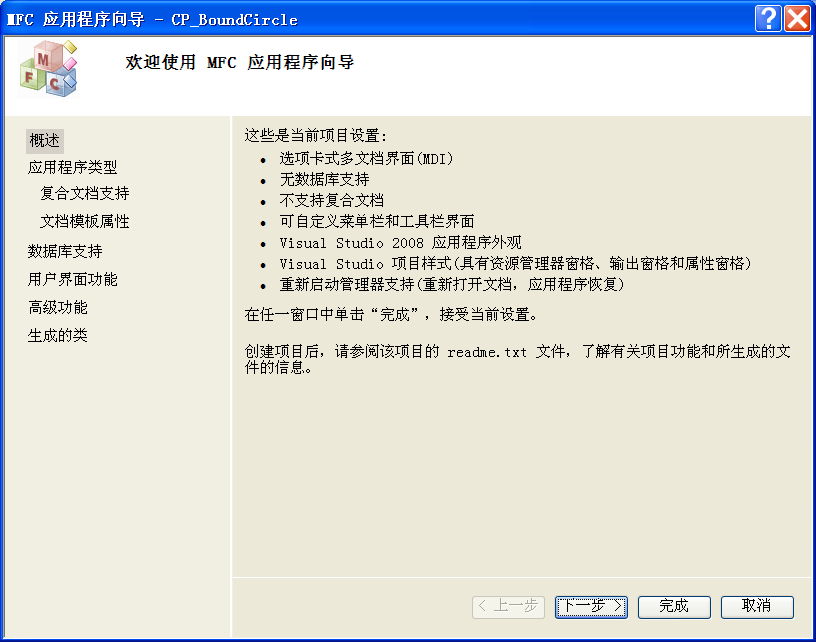 MFC 应用程序向导 - CP_BoundCircle
欢迎使用 MFC 应用程序向导
M
F
C
概述
应用程序类型
复合文档支持
文档模板属性
数据库支持
用户界面功能
高级功能
生成的类
这些是当前项目设置:
• 选项卡式多文档界面(MDI)
• 无数据库支持
• 不支持复合文档
• 可自定义菜单栏和工具栏界面
• Visual Studio 2008 应用程序外观
• Visual Studio 项目样式(具有资源管理器窗格、输出窗格和属性窗格)
• 重新启动管理器支持(重新打开文档，应用程序恢复)
在任一窗口中单击“完成”，接受当前设置。
创建项目后，请参阅该项目的 readme.txt 文件，了解有关项目功能和所生成的文
件的信息。
< 上一步
下一步 >
完成
取消